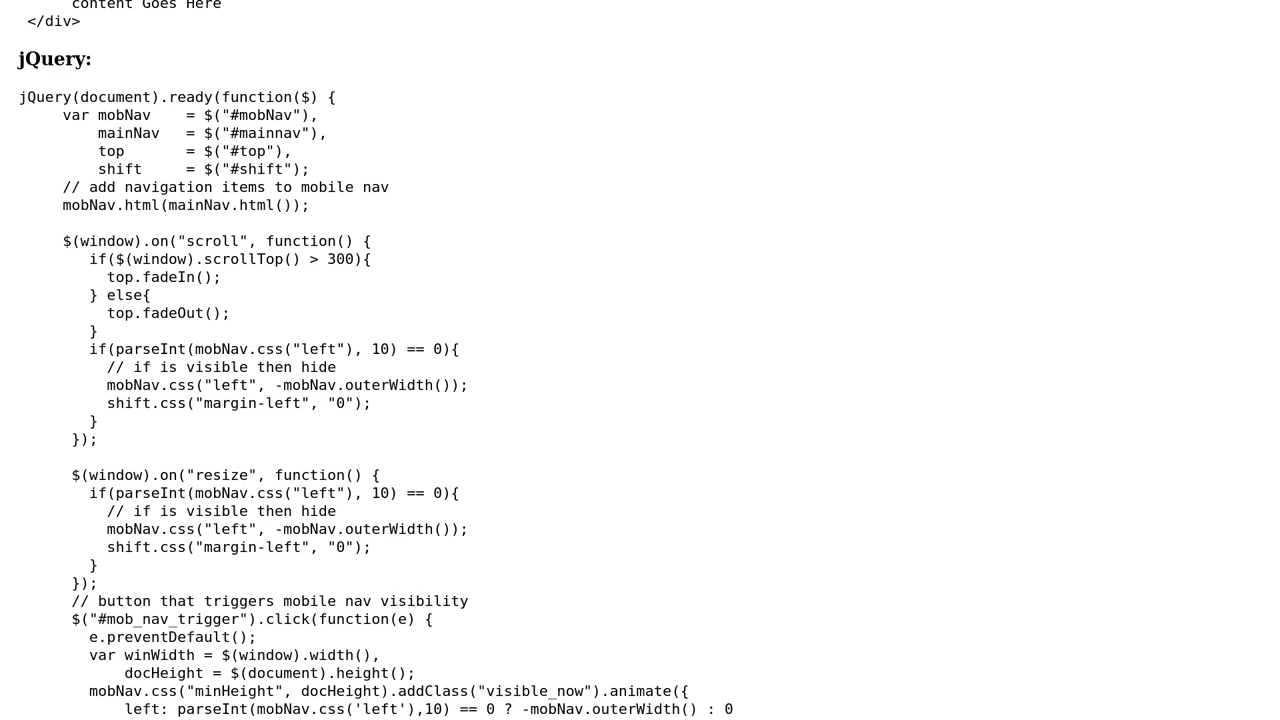 content Goes Here
</div>
jQuery:
jQuery(document).ready(function($) {
var mobNav    = $("#mobNav"),
mainNav   = $("#mainnav"),
top       = $("#top"),
shift     = $("#shift");
// add navigation items to mobile nav
mobNav.html(mainNav.html());
$(window).on("scroll", function() {
if($(window).scrollTop() > 300){
top.fadeIn();
} else{
top.fadeOut();
}
if(parseInt(mobNav.css("left"), 10) == 0){
// if is visible then hide
mobNav.css("left", -mobNav.outerWidth());
shift.css("margin-left", "0");
}
});
$(window).on("resize", function() {
if(parseInt(mobNav.css("left"), 10) == 0){
// if is visible then hide
mobNav.css("left", -mobNav.outerWidth());
shift.css("margin-left", "0");
}
});
// button that triggers mobile nav visibility
$("#mob_nav_trigger").click(function(e) {
e.preventDefault();
var winWidth = $(window).width(),
docHeight = $(document).height();
mobNav.css("minHeight", docHeight).addClass("visible_now").animate({
left: parseInt(mobNav.css('left'),10) == 0 ? -mobNav.outerWidth() : 0